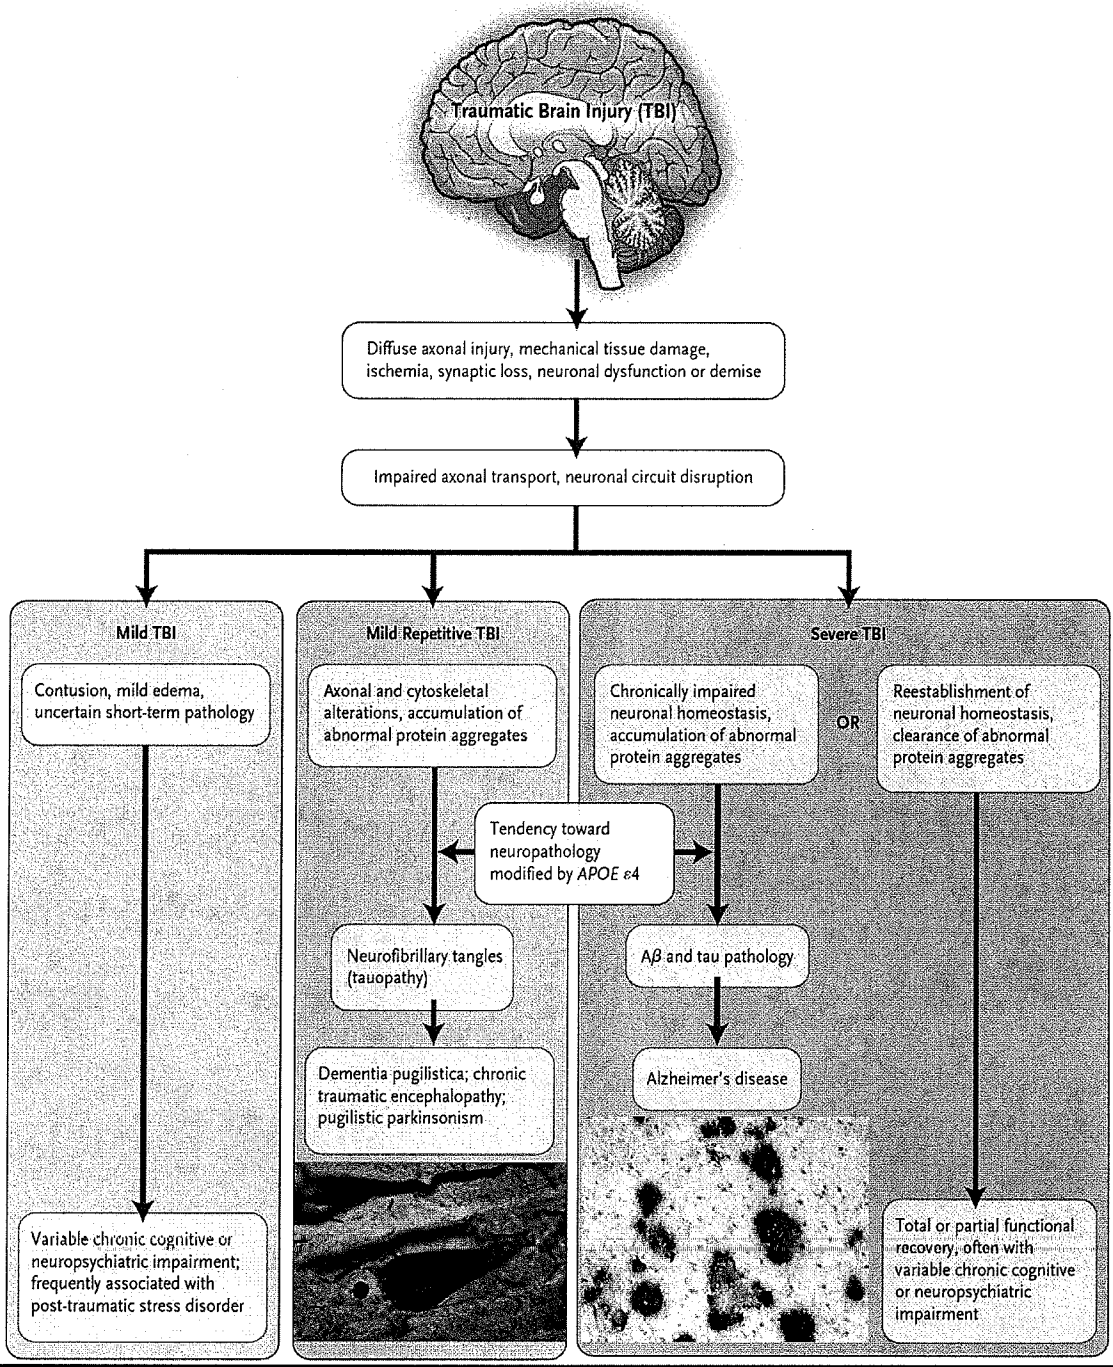 Traumatic Brain Injury (TBI)
Diffuse axonal injury, mechanical tissue damage,
ischemia, synaptic loss, neuronal dysfunction or demise
Impaired axonal transport, neuronal circuit disruption
Mild TBI
Contusion, mild edema,
uncertain short-term pathology
Variable chronic cognitive or
neuropsychiatric impairment;
frequently associated with
post-traumatic stress disorder
Mild Repetitive TBI
Axonal and cytoskeletal
alterations, accumulation of
abnormal protein aggregates
Tendency toward
neuropathology
modified by APOE ε4
Neurofibrillary tangles
(tauopathy)
Dementia pugilistica; chronic
traumatic encephalopathy;
pugilistic parkinsonism
Severe TBI
Chronically impaired
neuronal homeostasis,
accumulation of abnormal
protein aggregates
OR
Reestablishment of
neuronal homeostasis,
clearance of abnormal
protein aggregates
Aβ and tau pathology
Alzheimer's disease
Total or partial functional
recovery, often with
variable chronic cognitive
or neuropsychiatric
impairment